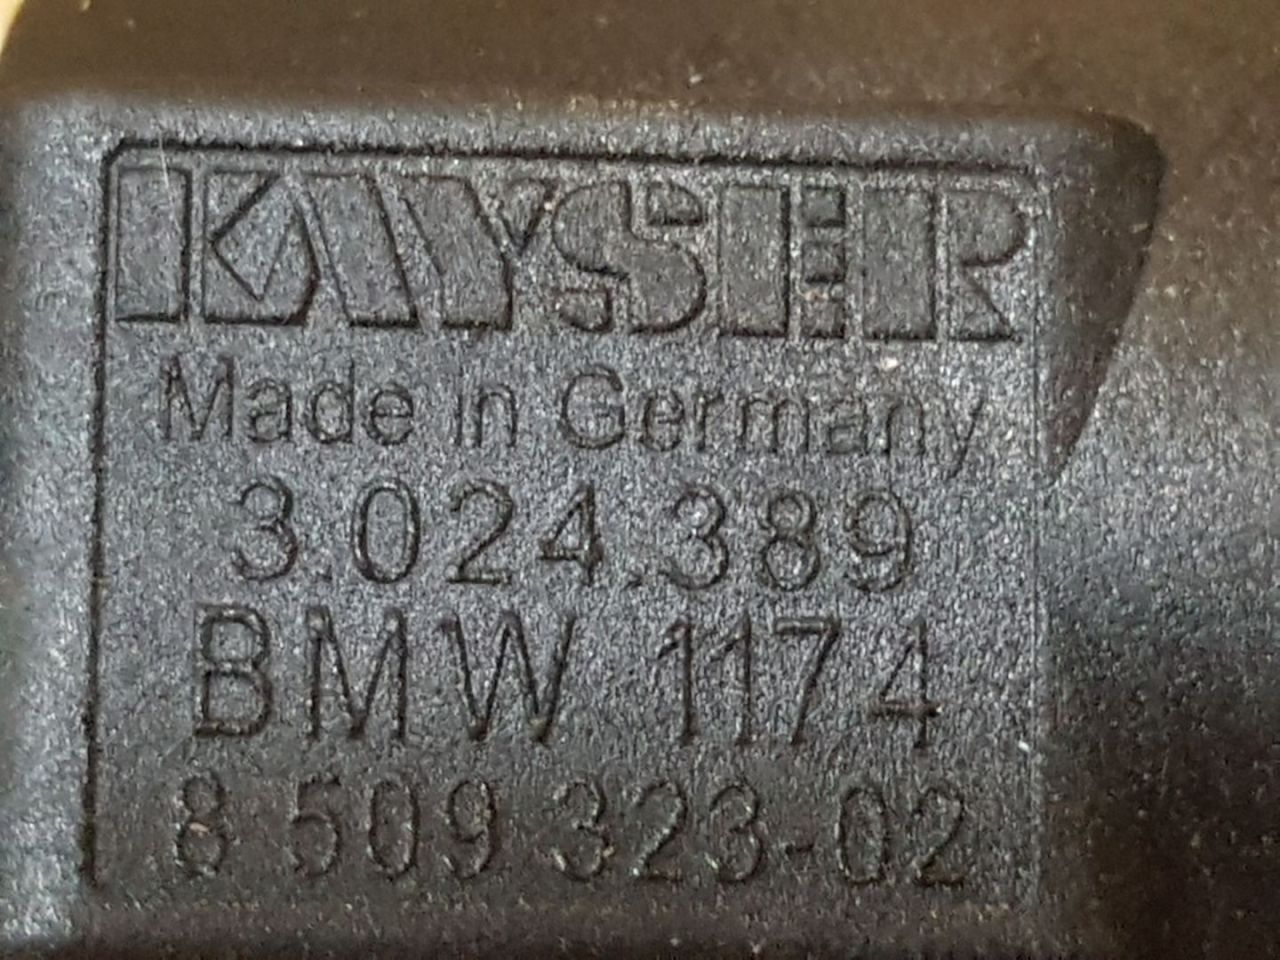 KAYSER
Made in Germany
3.024.389
BMW 1174
8 509 323-02